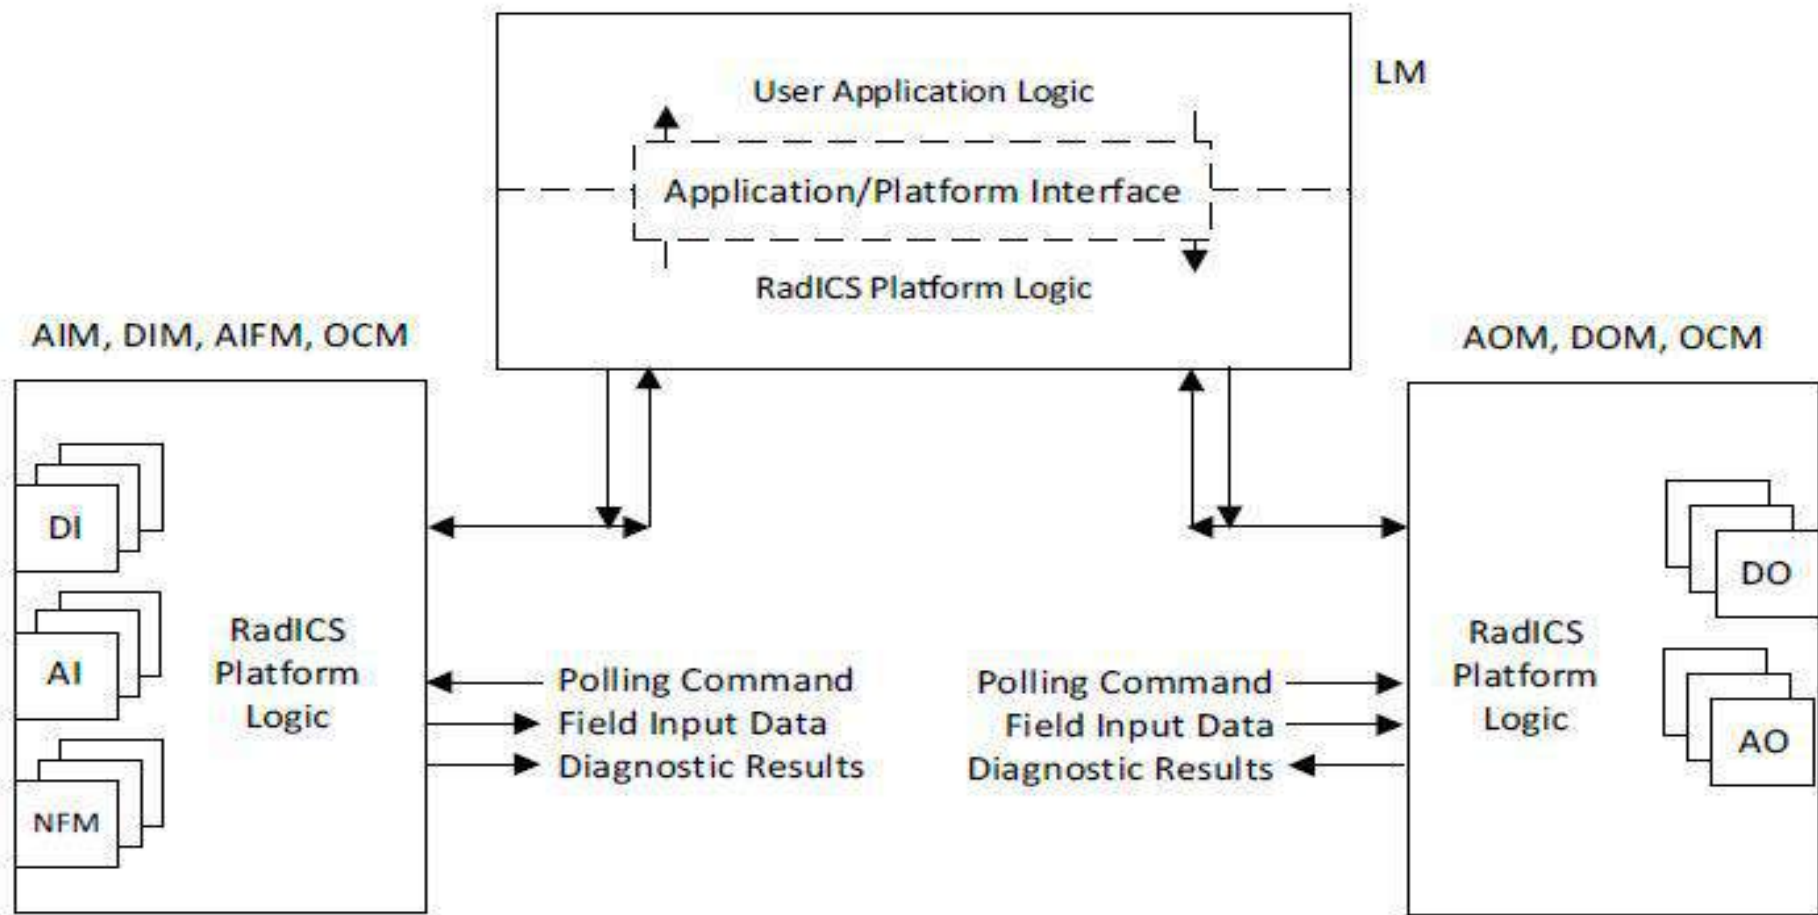 LM
User Application Logic
Application/Platform Interface
RadICS Platform Logic
AIM, DIM, AIFM, OCM
AOM, DOM, OCM
DI
AI
NFM
RadICS
Platform
Logic
Polling Command
Field Input Data
Diagnostic Results
Polling Command
Field Input Data
Diagnostic Results
RadICS
Platform
Logic
DO
AO